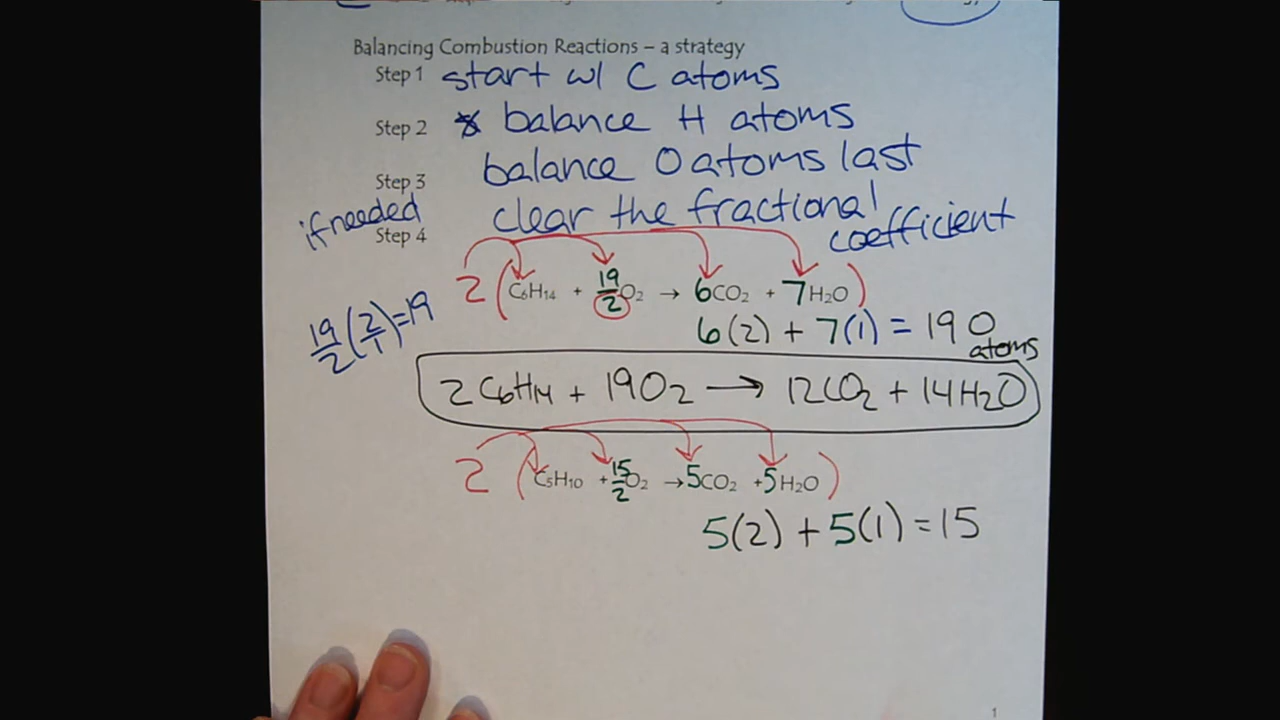 Balancing Combustion Reactions – a strategy
Step 1 start w/ C atoms
Step 2 balance H atoms
Step 3 balance O atoms last
if needed
Step 4 clear the fractional coefficient
2 ( C6H14 + 19/2 O2 → 6CO2 + 7H2O )
19/2 (2/1) = 19
6(2) + 7(1) = 19 O atoms
2 C6H14 + 19O2 → 12CO2 + 14H2O
2 ( C5H10 + 15/2 O2 → 5CO2 + 5H2O )
5(2) + 5(1) = 15
1